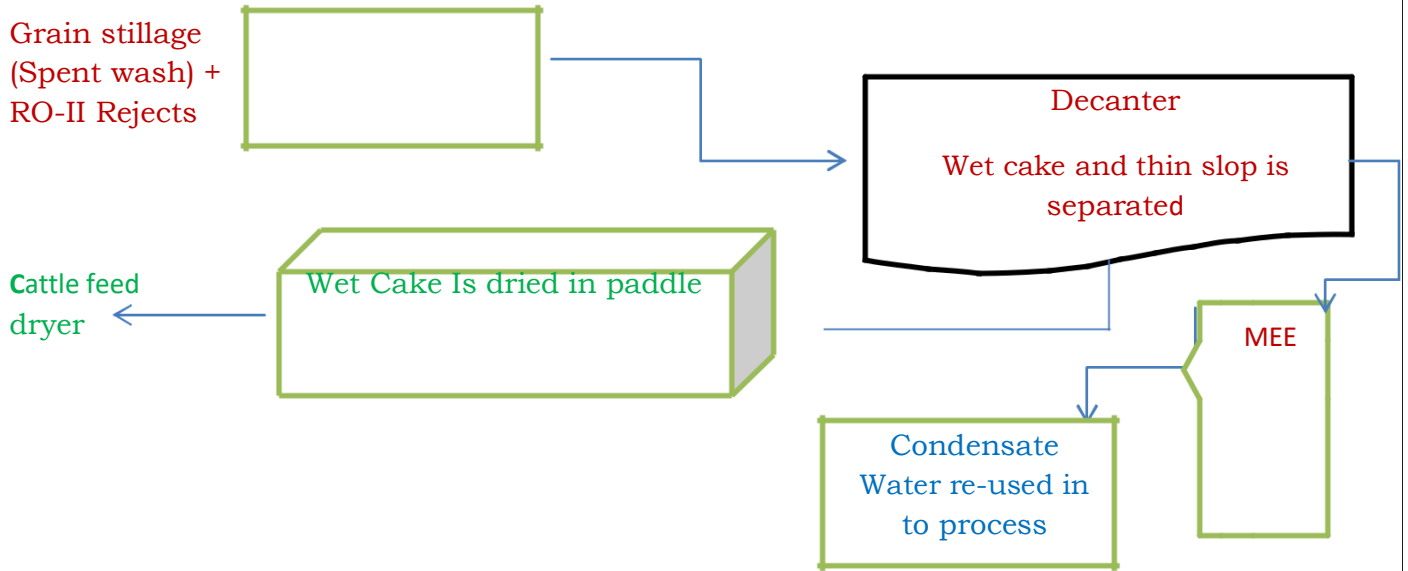 Grain stillage
(Spent wash) +
RO-II Rejects
Decanter
Wet cake and thin slop is
separated
Cattle feed
dryer
Wet Cake Is dried in paddle
MEE
Condensate
Water re-used in
to process